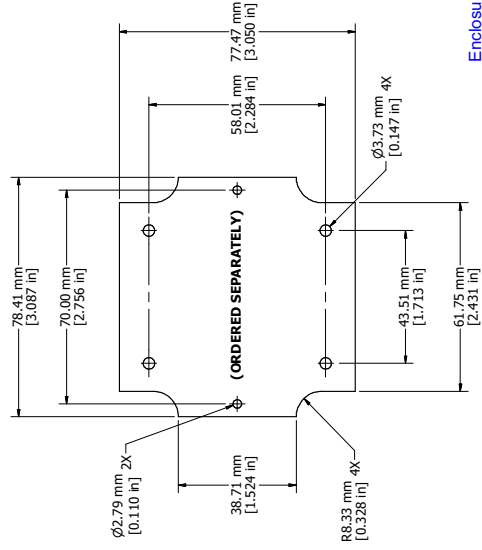 78.41 mm
[3.087 in]
70.00 mm
[2.756 in]
77.47 mm
[3.050 in]
58.01 mm
[2.284 in]
Ø2.79 mm 2X
[0.110 in]
(ORDERED SEPARATELY)
Ø3.73 mm 4X
[0.147 in]
38.71 mm
[1.524 in]
43.51 mm
[1.713 in]
61.75 mm
[2.431 in]
R8.33 mm 4X
[0.328 in]
Enclosu